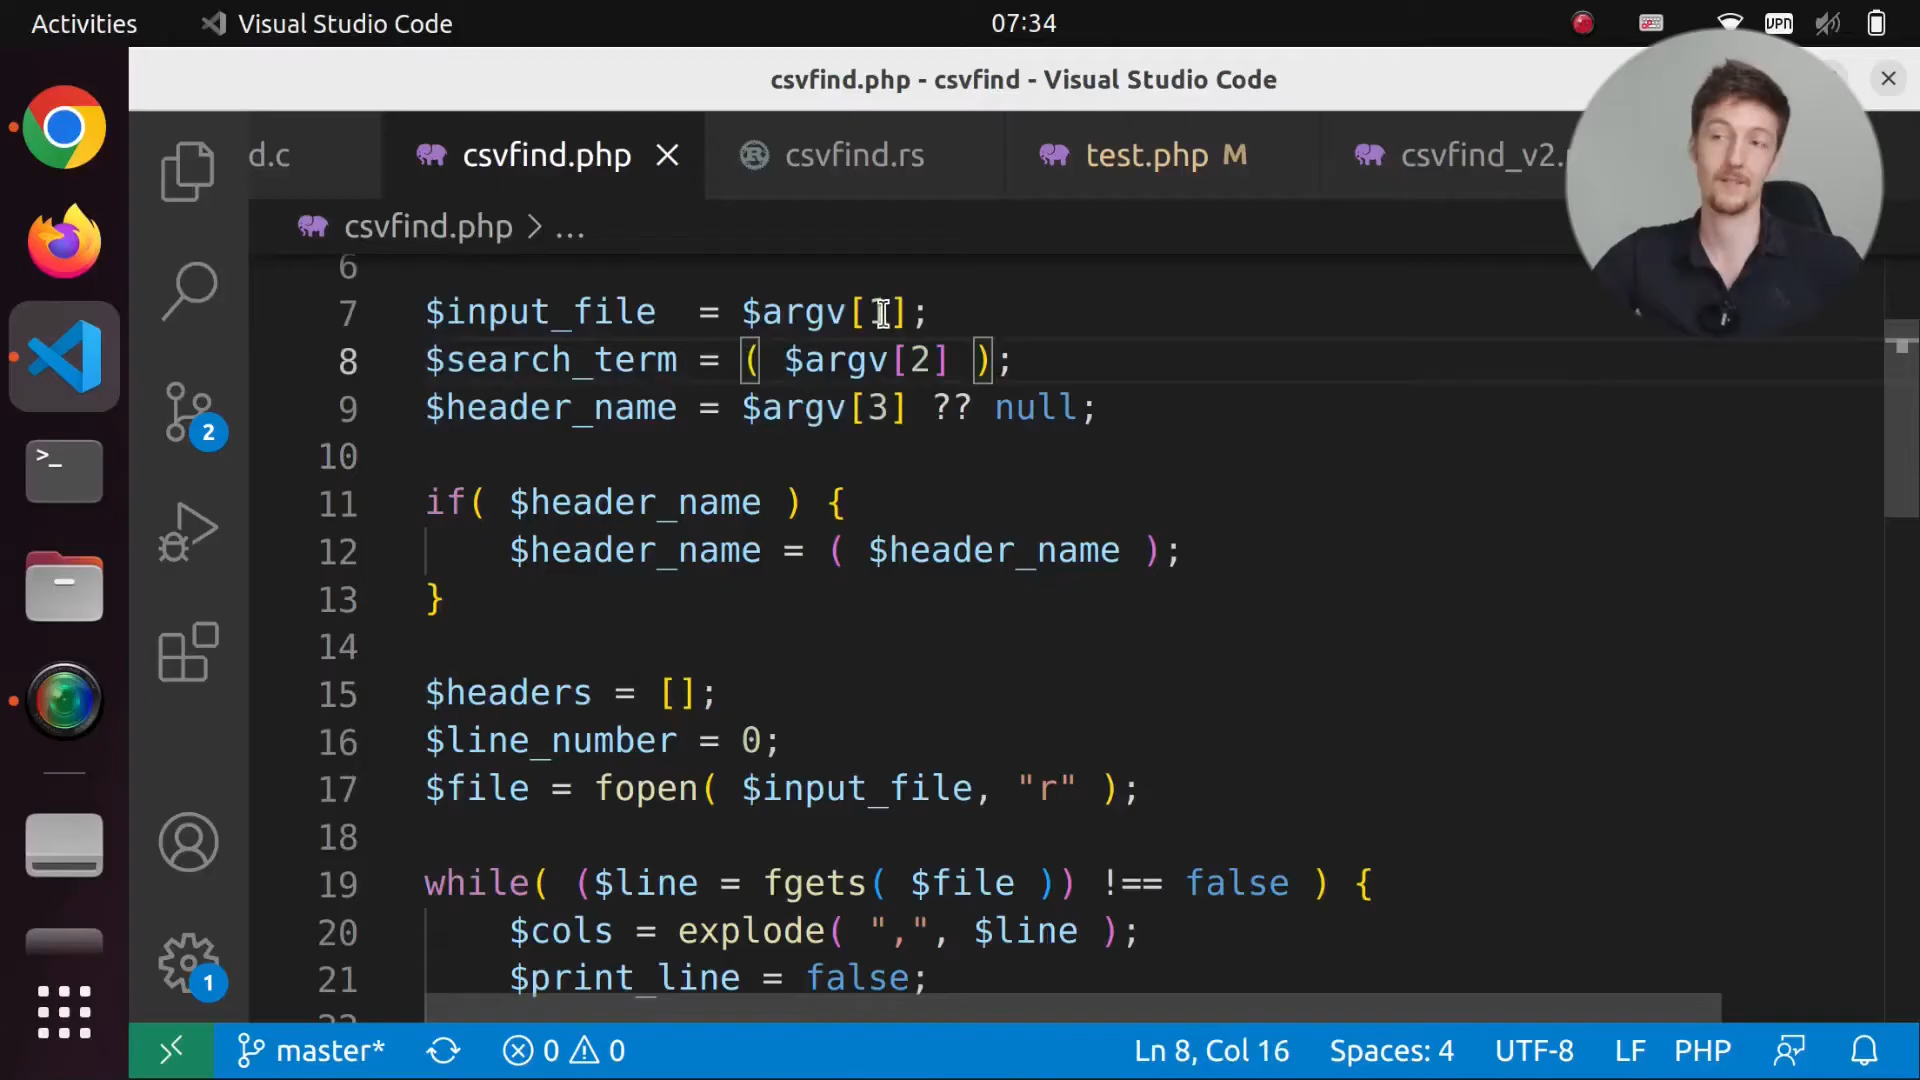 Activities
Visual Studio Code
07:34
VPN
csvfind.php - csvfind - Visual Studio Code
d.c
csvfind.php
csvfind.rs
test.php M
csvfind_v2.
csvfind.php > ...
6
7 $input_file  = $argv[1];
8 $search_term = ( $argv[2] );
9 $header_name = $argv[3] ?? null;
10
11 if( $header_name ) {
12 $header_name = ( $header_name );
13 }
14
15 $headers = [];
16 $line_number = 0;
17 $file = fopen( $input_file, "r" );
18
19 while( ($line = fgets( $file )) !== false ) {
20 $cols = explode( ",", $line );
21 $print_line = false;
2
1
master*
0
0
Ln 8, Col 16
Spaces: 4
UTF-8
LF
PHP